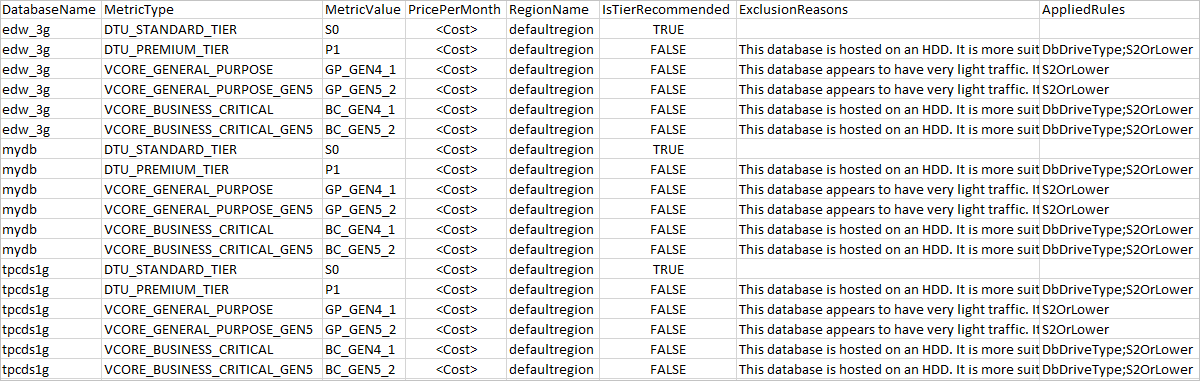 DatabaseName MetricType MetricValue PricePerMonth RegionName IsTierRecommended ExclusionReasons AppliedRules
edw_3g DTU_STANDARD_TIER S0 <Cost> defaultregion TRUE
edw_3g DTU_PREMIUM_TIER P1 <Cost> defaultregion FALSE This database is hosted on an HDD. It is more suit DbDriveType;S2OrLower
edw_3g VCORE_GENERAL_PURPOSE GP_GEN4_1 <Cost> defaultregion FALSE This database appears to have very light traffic. It S2OrLower
edw_3g VCORE_GENERAL_PURPOSE_GEN5 GP_GEN5_2 <Cost> defaultregion FALSE This database appears to have very light traffic. It S2OrLower
edw_3g VCORE_BUSINESS_CRITICAL BC_GEN4_1 <Cost> defaultregion FALSE This database is hosted on an HDD. It is more suit DbDriveType;S2OrLower
edw_3g VCORE_BUSINESS_CRITICAL_GEN5 BC_GEN5_2 <Cost> defaultregion FALSE This database is hosted on an HDD. It is more suit DbDriveType;S2OrLower
mydb DTU_STANDARD_TIER S0 <Cost> defaultregion TRUE
mydb DTU_PREMIUM_TIER P1 <Cost> defaultregion FALSE This database is hosted on an HDD. It is more suit DbDriveType;S2OrLower
mydb VCORE_GENERAL_PURPOSE GP_GEN4_1 <Cost> defaultregion FALSE This database appears to have very light traffic. It S2OrLower
mydb VCORE_GENERAL_PURPOSE_GEN5 GP_GEN5_2 <Cost> defaultregion FALSE This database appears to have very light traffic. It S2OrLower
mydb VCORE_BUSINESS_CRITICAL BC_GEN4_1 <Cost> defaultregion FALSE This database is hosted on an HDD. It is more suit DbDriveType;S2OrLower
mydb VCORE_BUSINESS_CRITICAL_GEN5 BC_GEN5_2 <Cost> defaultregion FALSE This database is hosted on an HDD. It is more suit DbDriveType;S2OrLower
tpcds1g DTU_STANDARD_TIER S0 <Cost> defaultregion TRUE
tpcds1g DTU_PREMIUM_TIER P1 <Cost> defaultregion FALSE This database is hosted on an HDD. It is more suit DbDriveType;S2OrLower
tpcds1g VCORE_GENERAL_PURPOSE GP_GEN4_1 <Cost> defaultregion FALSE This database appears to have very light traffic. It S2OrLower
tpcds1g VCORE_GENERAL_PURPOSE_GEN5 GP_GEN5_2 <Cost> defaultregion FALSE This database appears to have very light traffic. It S2OrLower
tpcds1g VCORE_BUSINESS_CRITICAL BC_GEN4_1 <Cost> defaultregion FALSE This database is hosted on an HDD. It is more suit DbDriveType;S2OrLower
tpcds1g VCORE_BUSINESS_CRITICAL_GEN5 BC_GEN5_2 <Cost> defaultregion FALSE This database is hosted on an HDD. It is more suit DbDriveType;S2OrLower